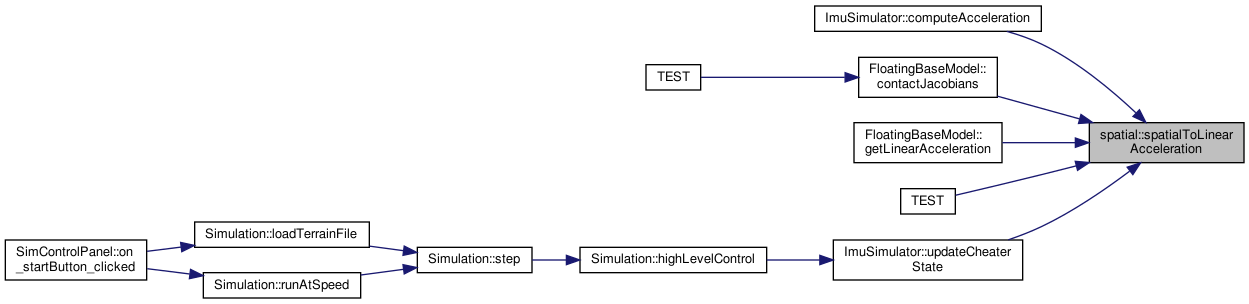 ImuSimulator::computeAcceleration
FloatingBaseModel::
contactJacobians
TEST
FloatingBaseModel::
getLinearAcceleration
spatial::spatialToLinear
Acceleration
TEST
SimControlPanel::on
_startButton_clicked
Simulation::loadTerrainFile
Simulation::runAtSpeed
Simulation::step
Simulation::highLevelControl
ImuSimulator::updateCheater
State